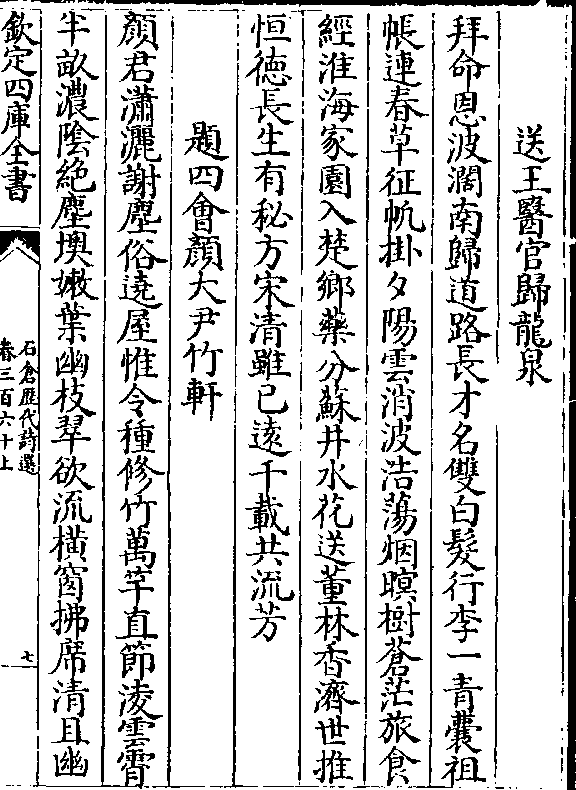 送王醫官歸龍泉
拜命恩波濶南歸道路長才名雙白髮行李一青囊祖
帳連春草征帆掛夕陽雲消波浩蕩烟暝樹蒼茫旅食
經淮海家園入楚鄉藥分蘇井水花送董林香濟世推
恒徳長生有秘方宋清雖已遠千載共流芳
題四會顔大尹竹軒
顔君瀟灑謝塵俗遶屋惟令種修竹萬竿直節凌雲霄
半畝濃陰絶塵墺嫩葉幽枝翠欲流横窗拂席清且幽
欽定四庫全書
石倉歴代詩選
卷三百六十上
七